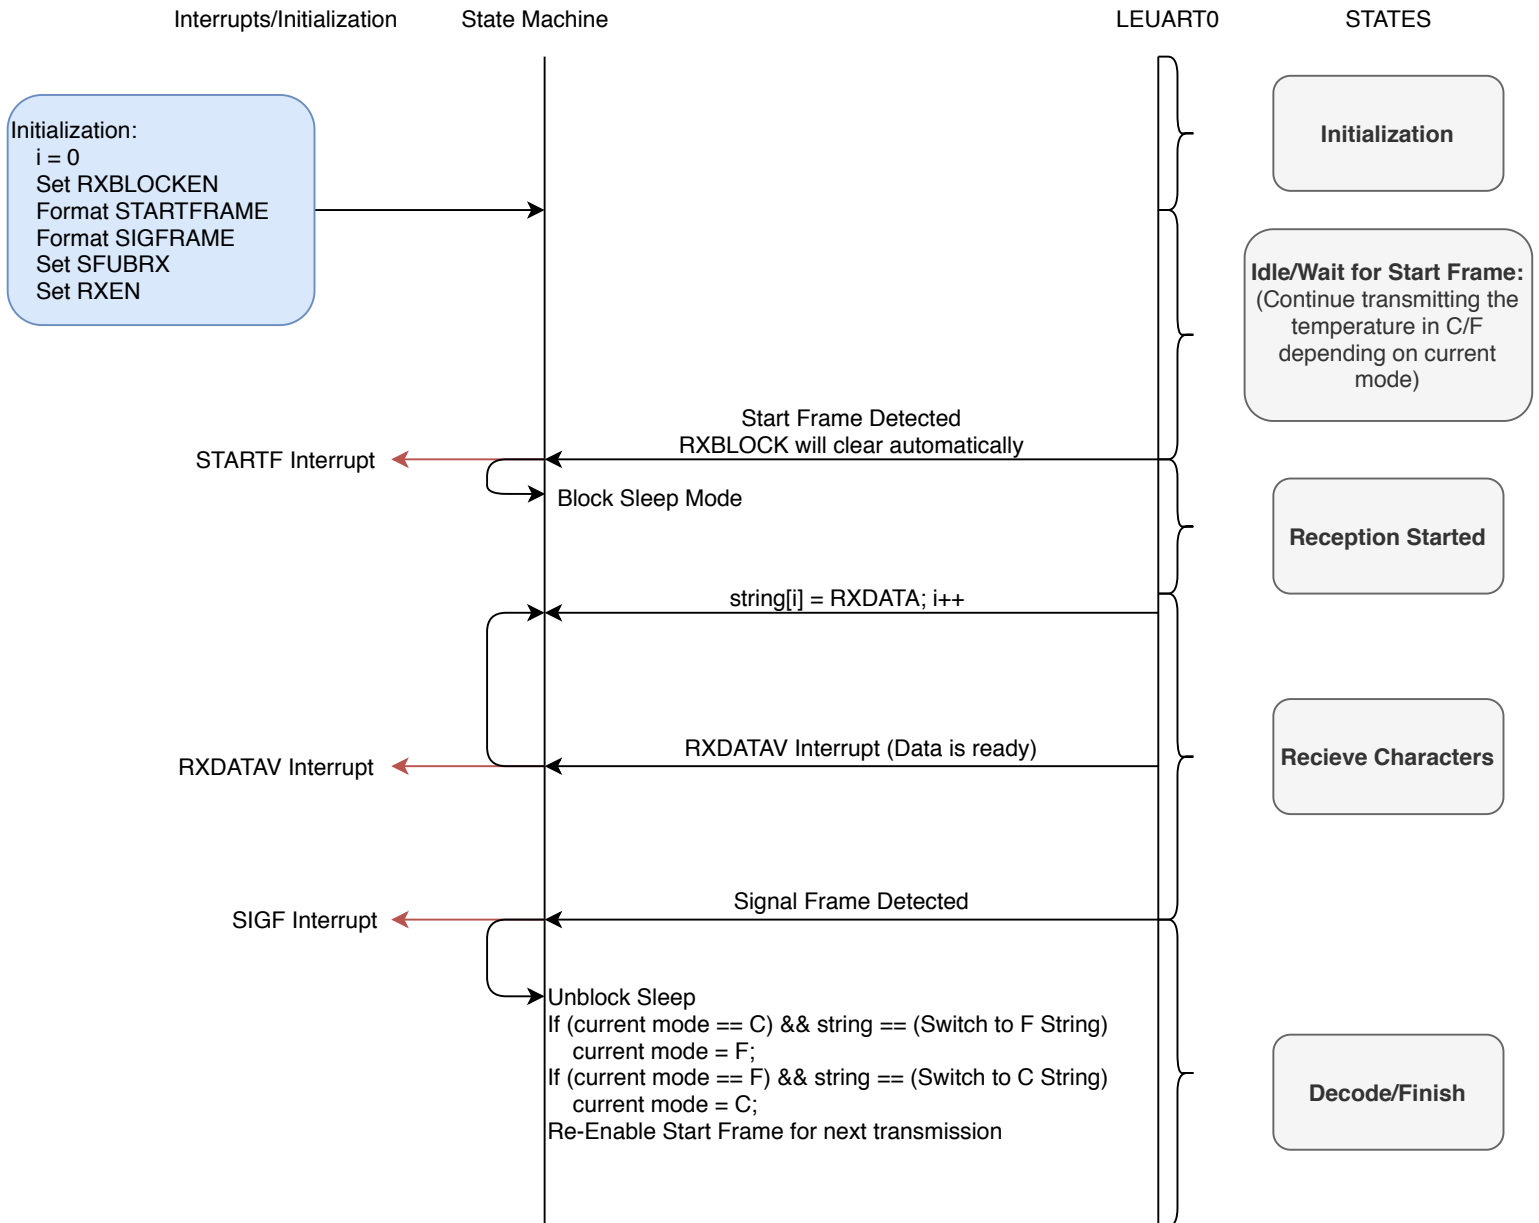 Interrupts/Initialization
State Machine
LEUART0
STATES
Initialization:
i = 0
Set RXBLOCKEN
Format STARTFRAME
Format SIGFRAME
Set SFUBRX
Set RXEN
Initialization
Idle/Wait for Start Frame:
(Continue transmitting the
temperature in C/F
depending on current
mode)
Start Frame Detected
RXBLOCK will clear automatically
STARTF Interrupt
Block Sleep Mode
Reception Started
string[i] = RXDATA; i++
RXDATAV Interrupt (Data is ready)
RXDATAV Interrupt
Recieve Characters
Signal Frame Detected
SIGF Interrupt
Unblock Sleep
If (current mode == C) && string == (Switch to F String)
current mode = F;
If (current mode == F) && string == (Switch to C String)
current mode = C;
Re-Enable Start Frame for next transmission
Decode/Finish